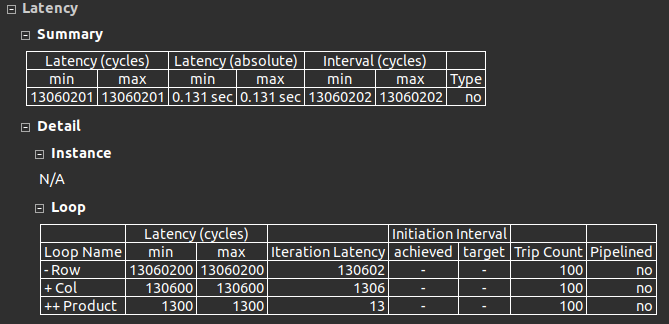 Latency
Summary
Latency (cycles) Latency (absolute) Interval (cycles)
min max min max min max Type
13060201 13060201 0.131 sec 0.131 sec 13060202 13060202 no
Detail
Instance
N/A
Loop
Latency (cycles) Initiation Interval
Loop Name min max Iteration Latency achieved target Trip Count Pipelined
- Row 13060200 13060200 130602 - - 100 no
+ Col 130600 130600 1306 - - 100 no
++ Product 1300 1300 13 - - 100 no